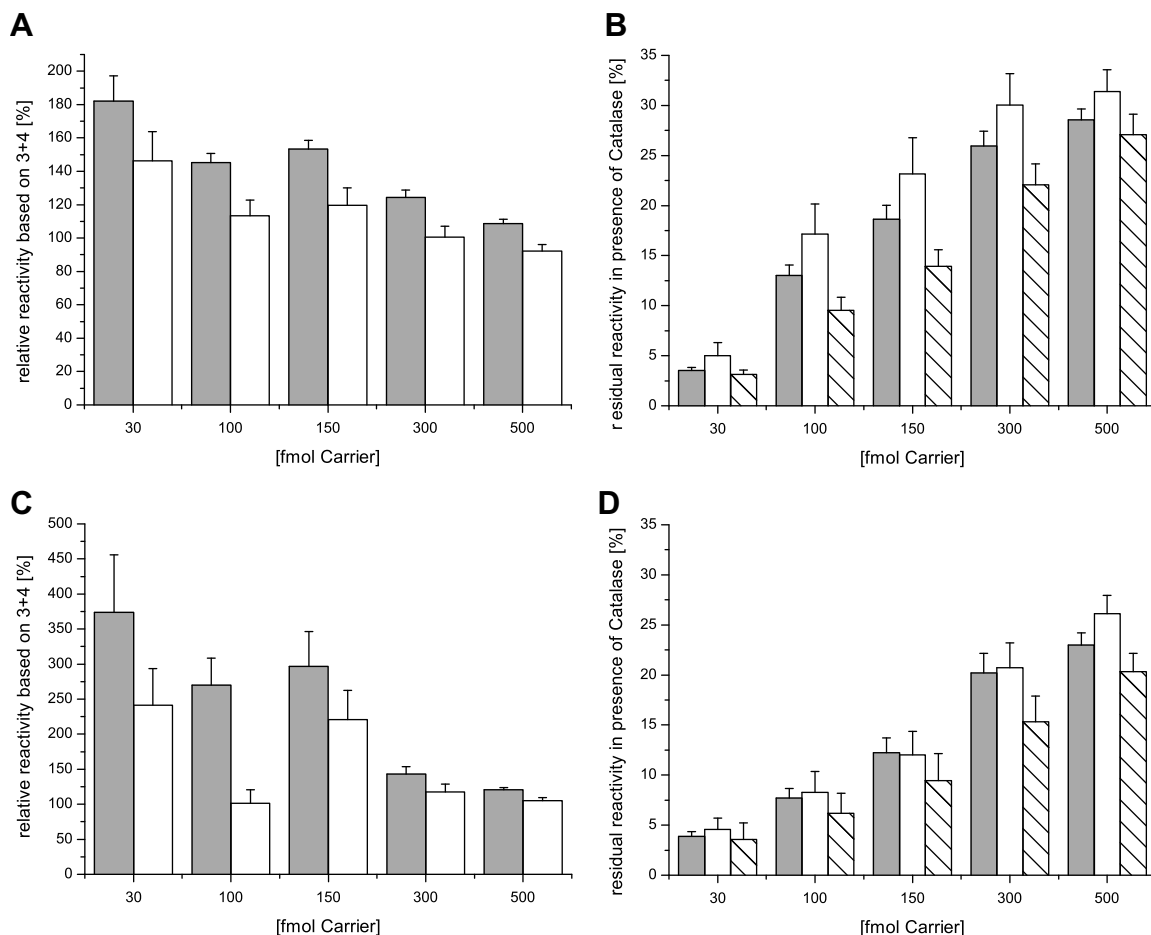 A
relative reactivity based on 3+4 [%]
200
180
160
140
120
100
80
60
40
20
0
30 100 150 300 500
[fmol Carrier]
B
r esidual reactivity in presence of Catalase [%]
35
30
25
20
15
10
5
0
30 100 150 300 500
[fmol Carrier]
C
relative reactivity based on 3+4 [%]
500
450
400
350
300
250
200
150
100
50
0
30 100 150 300 500
[fmol Carrier]
D
residual reactivity in presence of Catalase [%]
35
30
25
20
15
10
5
0
30 100 150 300 500
[fmol Carrier]